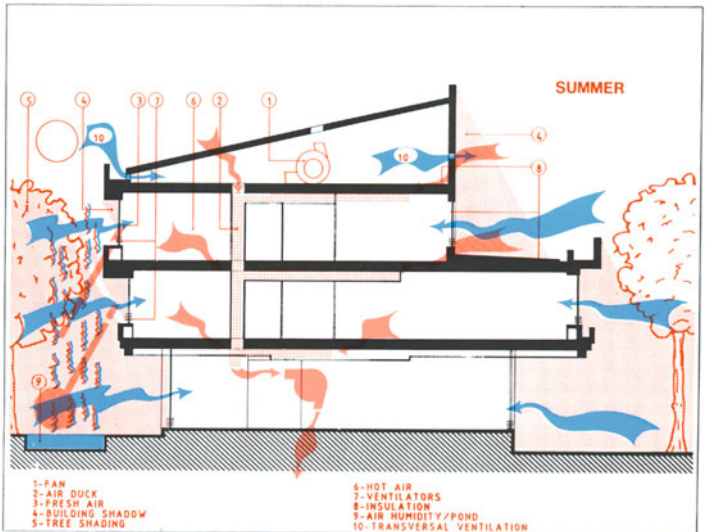 SUMMER
5
4
3
7
6
2
1
10
4
10
8
9
1-FAN
2-AIR DUCK
3-FRESH AIR
4-BUILDING SHADOW
5-TREE SHADING
6-HOT AIR
7-VENTILATORS
8-INSULATION
9-AIR HUMIDITY/POND
10-TRANSVERSAL VENTILATION